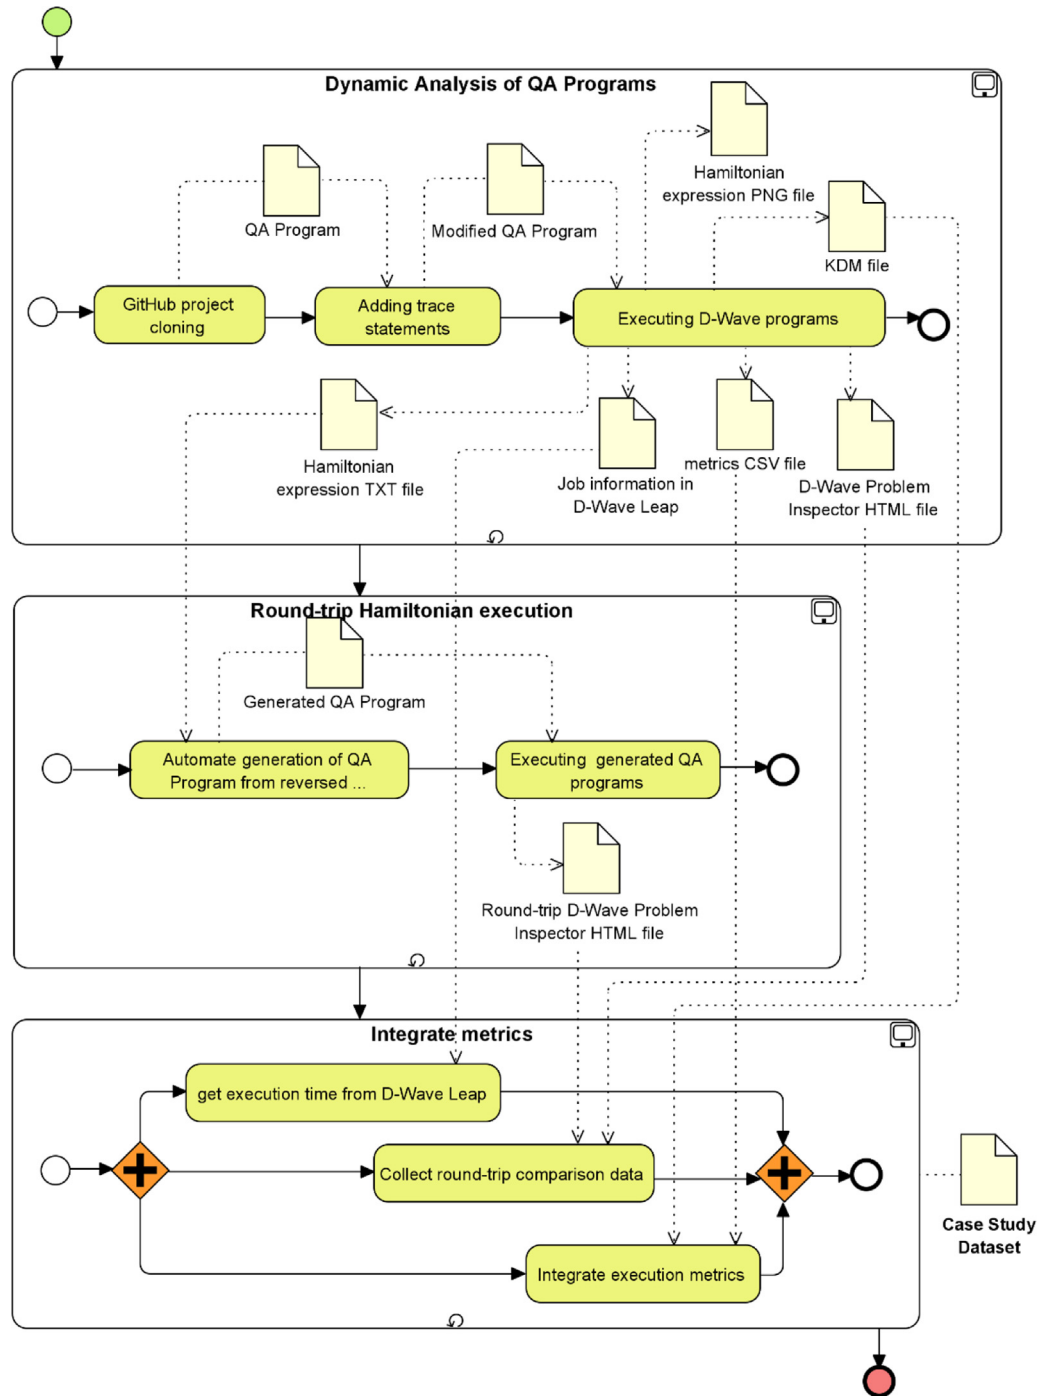 Dynamic Analysis of QA Programs
Hamiltonian
expression PNG file
QA Program
Modified QA Program
KDM file
GitHub project
cloning
Adding trace
statements
Executing D-Wave programs
Hamiltonian
expression TXT file
Job information in
D-Wave Leap
metrics CSV file
D-Wave Problem
Inspector HTML file
Round-trip Hamiltonian execution
Generated QA Program
Automate generation of QA
Program from reversed ...
Executing generated QA
programs
Round-trip D-Wave Problem
Inspector HTML file
Integrate metrics
get execution time from D-Wave Leap
Collect round-trip comparison data
Integrate execution metrics
Case Study
Dataset